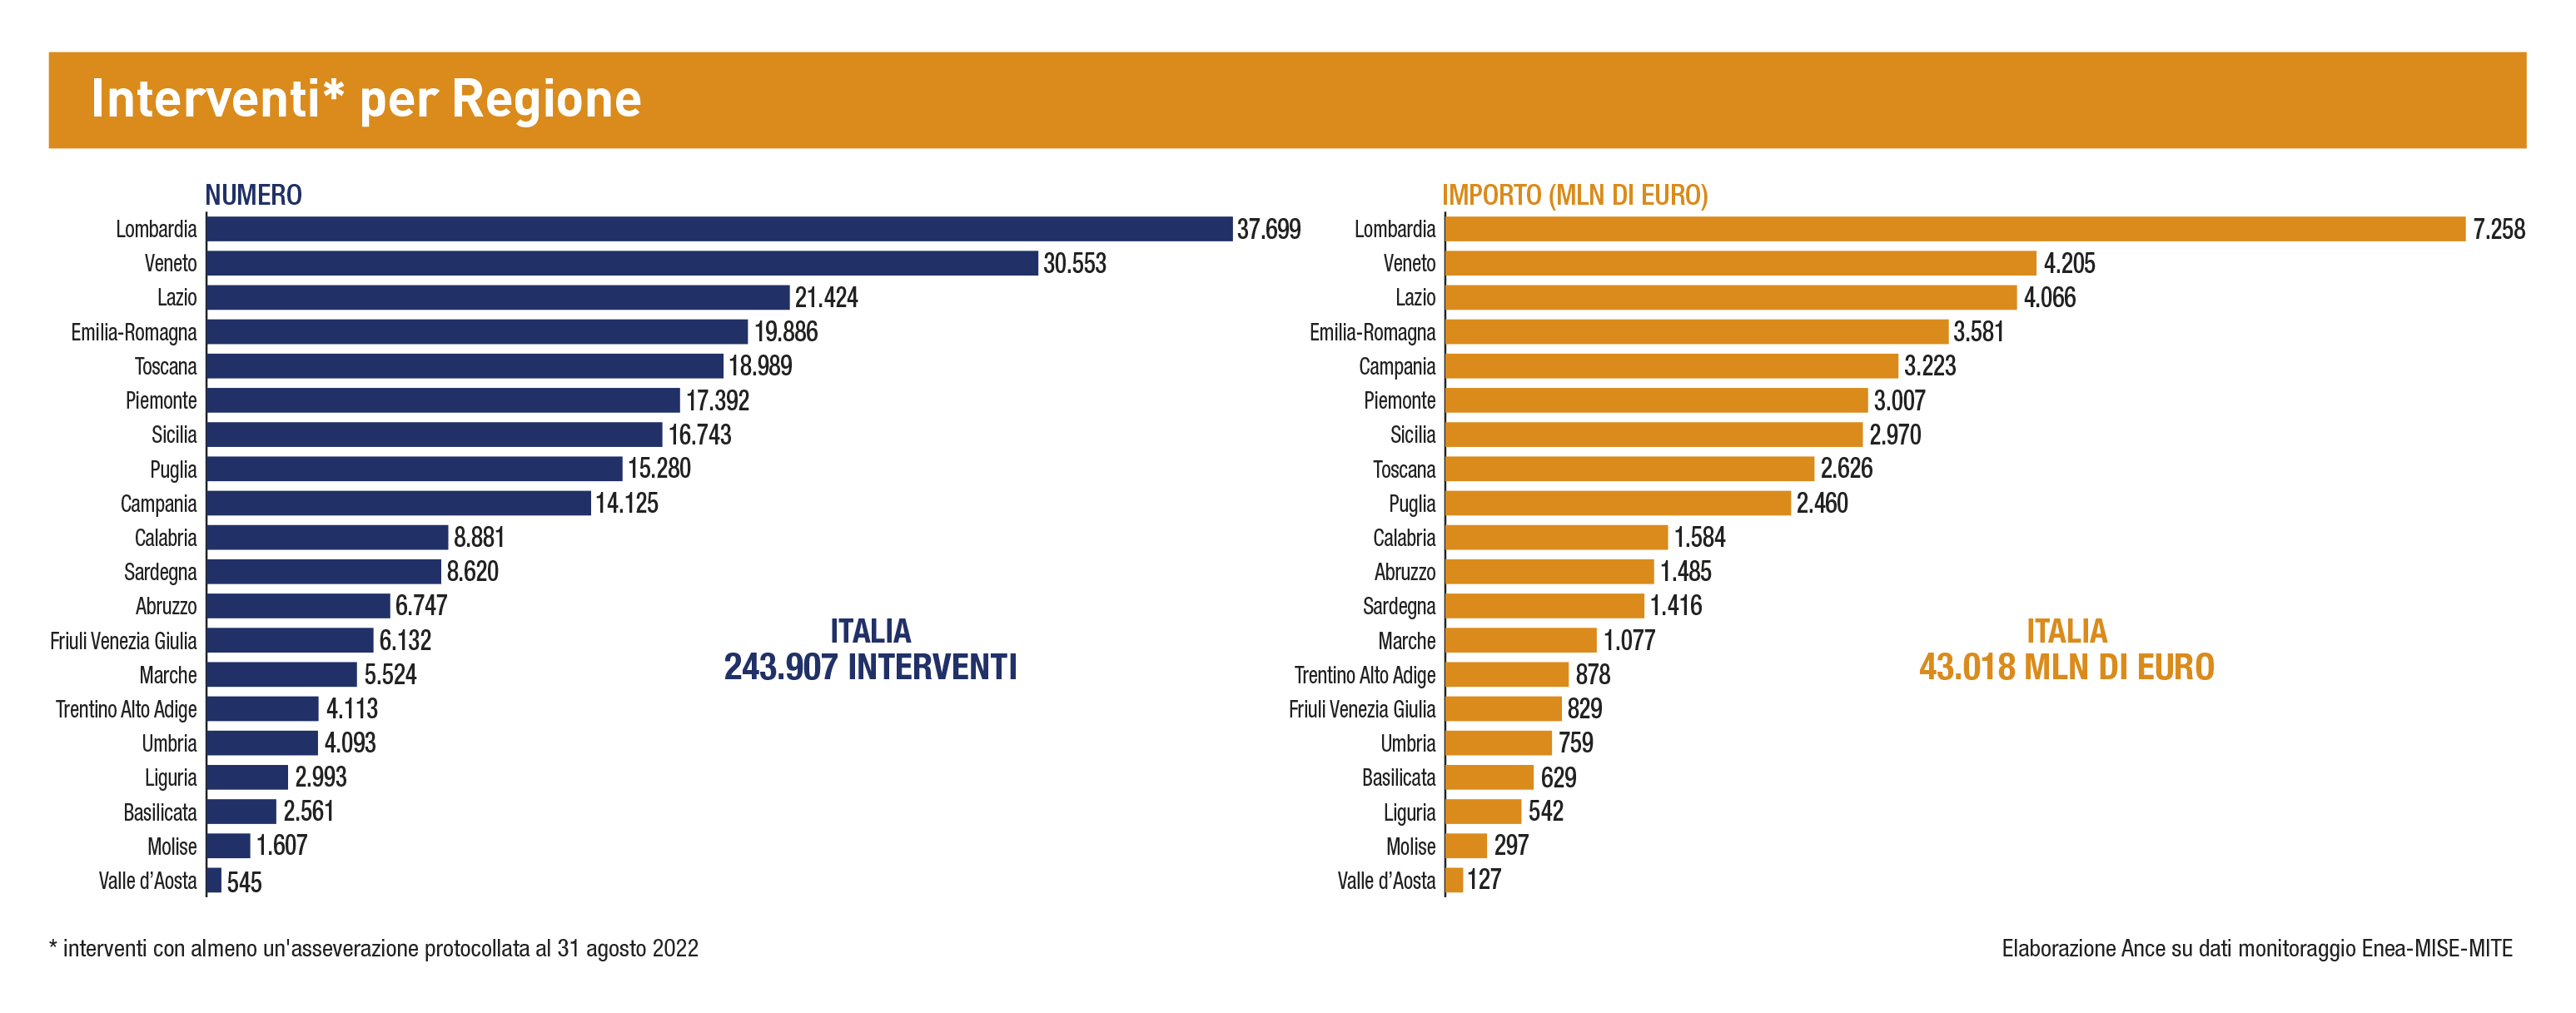 Interventi* per Regione
NUMERO
Lombardia 37.699
Veneto 30.553
Lazio 21.424
Emilia-Romagna 19.886
Toscana 18.989
Piemonte 17.392
Sicilia 16.743
Puglia 15.280
Campania 14.125
Calabria 8.881
Sardegna 8.620
Abruzzo 6.747
Friuli Venezia Giulia 6.132
Marche 5.524
Trentino Alto Adige 4.113
Umbria 4.093
Liguria 2.993
Basilicata 2.561
Molise 1.607
Valle d’Aosta 545
ITALIA
243.907 INTERVENTI
IMPORTO (MLN DI EURO)
Lombardia 7.258
Veneto 4.205
Lazio 4.066
Emilia-Romagna 3.581
Campania 3.223
Piemonte 3.007
Sicilia 2.970
Toscana 2.626
Puglia 2.460
Calabria 1.584
Abruzzo 1.485
Sardegna 1.416
Marche 1.077
Trentino Alto Adige 878
Friuli Venezia Giulia 829
Umbria 759
Basilicata 629
Liguria 542
Molise 297
Valle d’Aosta 127
ITALIA
43.018 MLN DI EURO
* interventi con almeno un'asseverazione protocollata al 31 agosto 2022
Elaborazione Ance su dati monitoraggio Enea-MISE-MITE